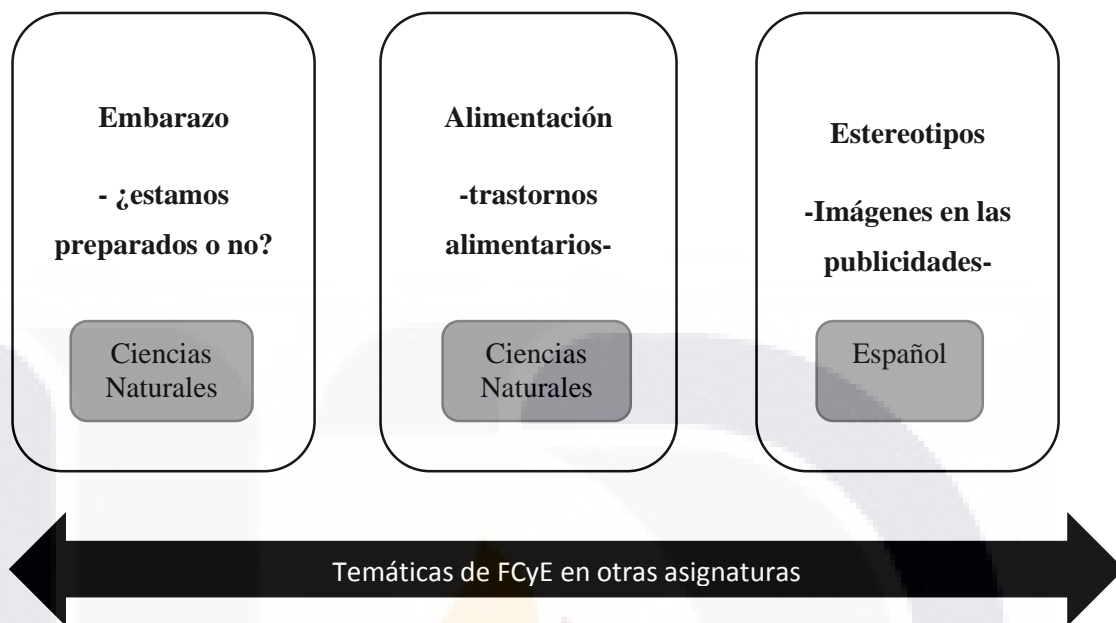 Embarazo
- ¿estamos
preparados o no?
Ciencias
Naturales
Alimentación
-trastornos
alimentarios-
Ciencias
Naturales
Estereotipos
-Imágenes en las
publicidades-
Español
Temáticas de FCyE en otras asignaturas